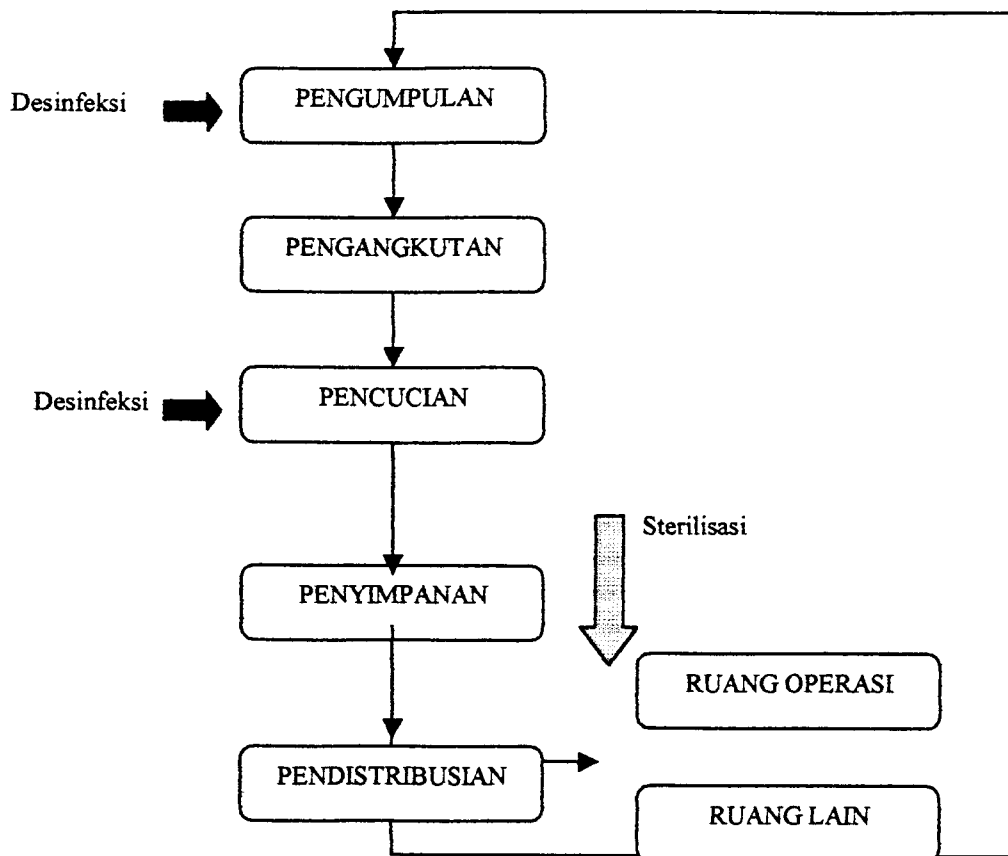 Desinfeksi
PENGUMPULAN
PENGANGKUTAN
Desinfeksi
PENCUCIAN
Sterilisasi
PENYIMPANAN
RUANG OPERASI
PENDISTRIBUSIAN
RUANG LAIN